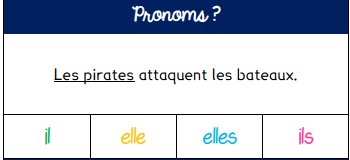 Pronoms ?
Les pirates attaquent les bateaux.
il elle elles ils